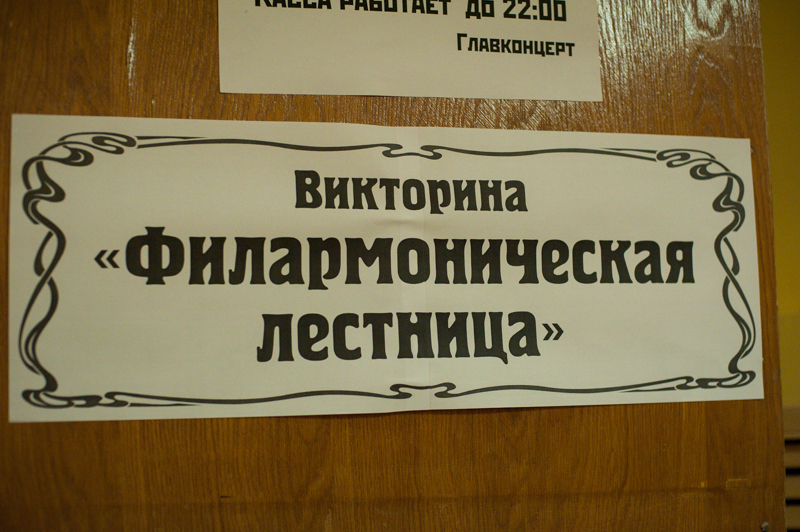 КАССА РАБОТАЕТ ДО 22:00
ГЛАВКОНЦЕРТ
ВИКТОРИНА
«ФИЛАРМОНИЧЕСКАЯ
ЛЕСТНИЦА»